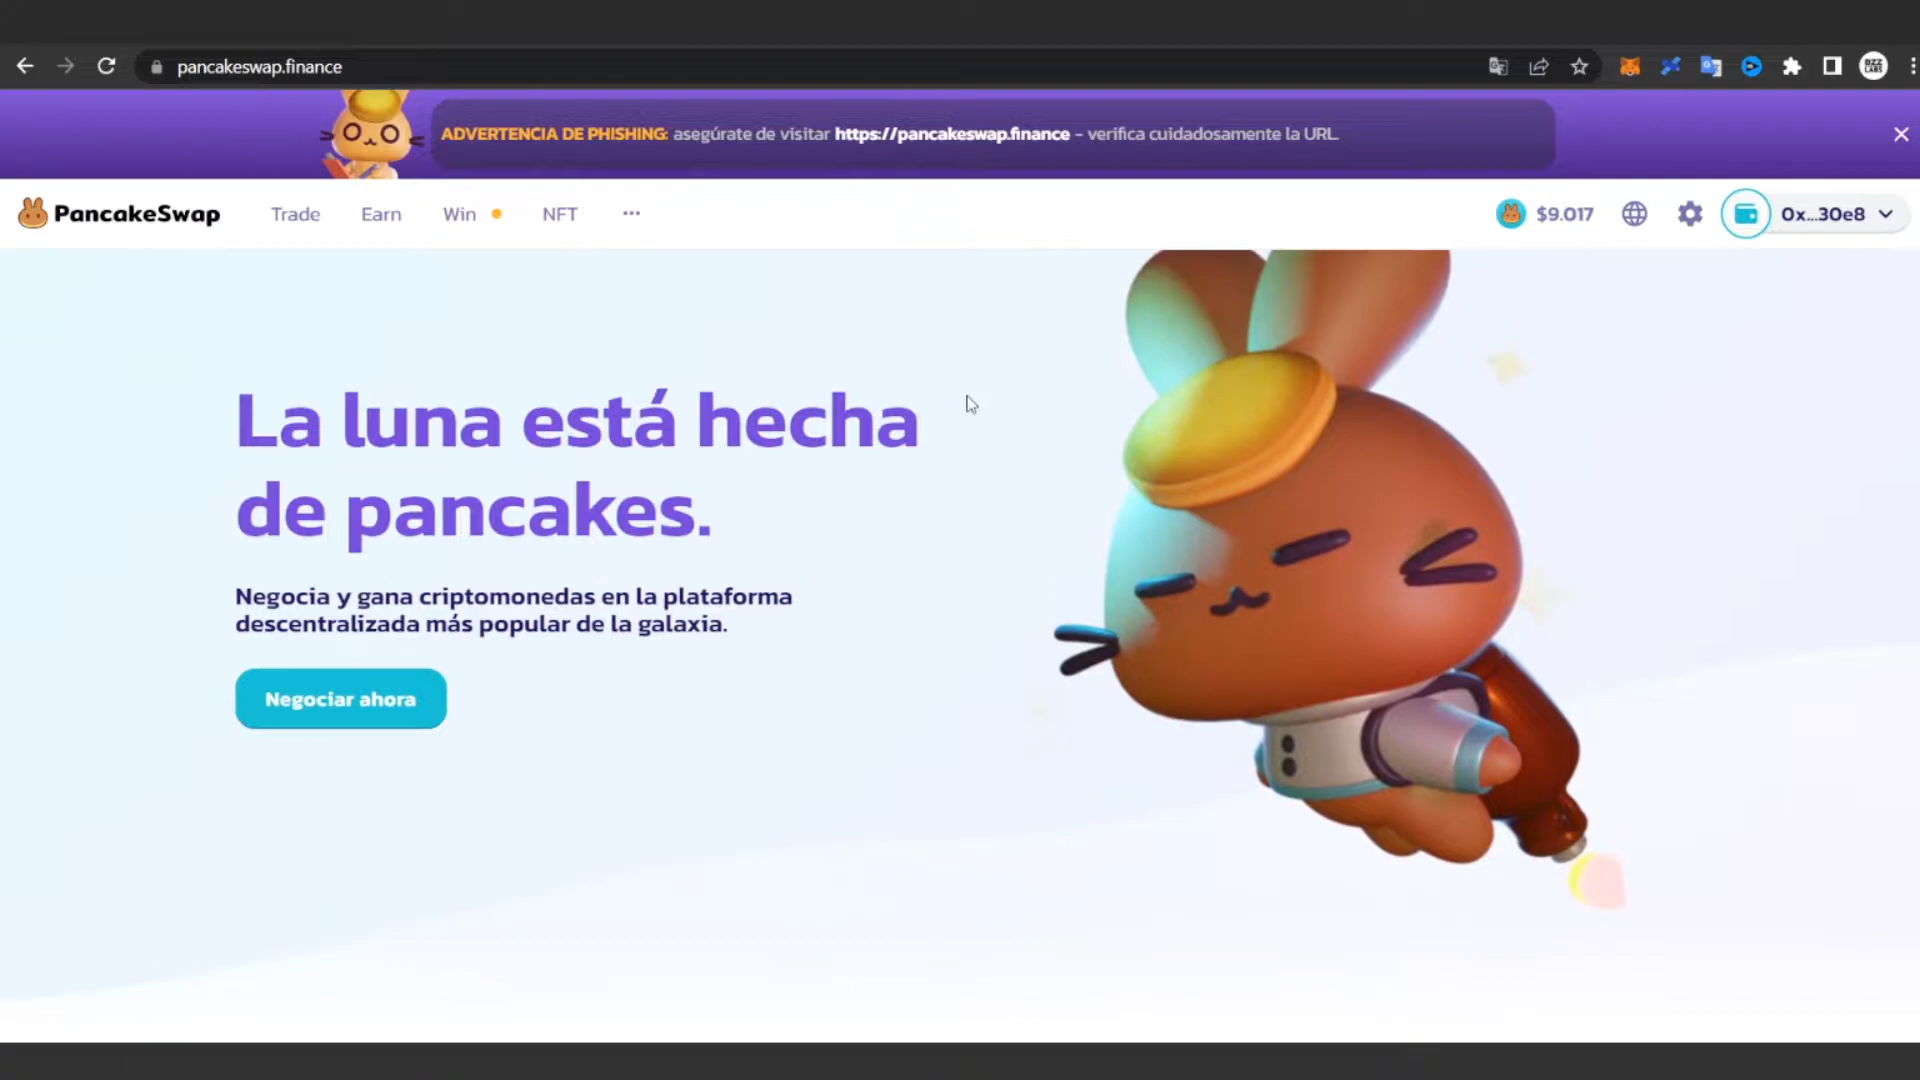 pancakeswap.finance
BZZ
LABS
ADVERTENCIA DE PHISHING: asegúrate de visitar https://pancakeswap.finance - verifica cuidadosamente la URL.
PancakeSwap Trade Earn Win NFT ... $9.017 0x...30e8
La luna está hecha
de pancakes.
Negocia y gana criptomonedas en la plataforma
descentralizada más popular de la galaxia.
Negociar ahora